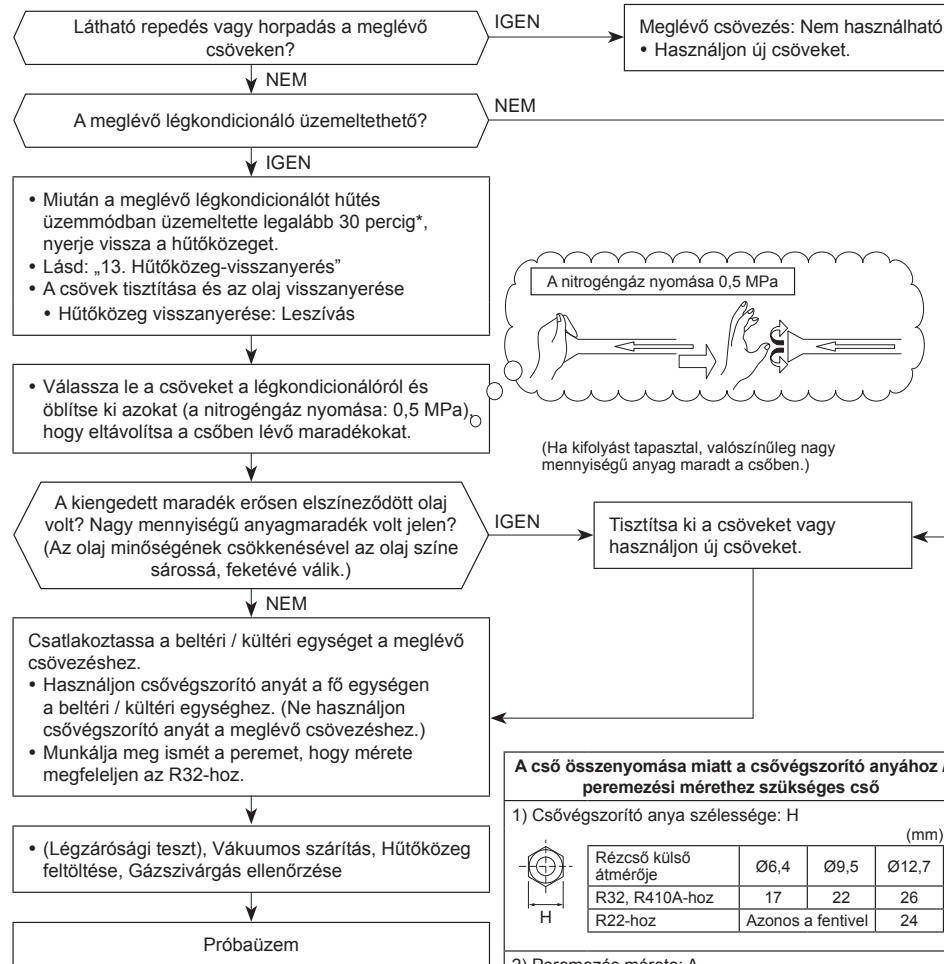 Látható repedés vagy horpadás a meglévő
csöveken?
IGEN
Meglévő csövezés: Nem használható
• Használjon új csöveket.
NEM
A meglévő légkondicionáló üzemeltethető?
NEM
IGEN
• Miután a meglévő légkondicionálót hűtés
üzemmódban üzemeltette legalább 30 percig*,
nyerje vissza a hűtőközeget.
• Lásd: „13. Hűtőközeg-visszanyerés”
• A csövek tisztítása és az olaj visszanyerése
• Hűtőközeg visszanyerése: Leszívás
A nitrogéngáz nyomása 0,5 MPa
• Válassza le a csöveket a légkondicionálóról és
öblítse ki azokat (a nitrogéngáz nyomása: 0,5 MPa),
hogy eltávolítsa a csőben lévő maradékokat.
(Ha kifolyást tapasztal, valószínűleg nagy
mennyiségű anyag maradt a csőben.)
A kiengedett maradék erősen elszíneződött olaj
volt? Nagy mennyiségű anyagmaradék volt jelen?
(Az olaj minőségének csökkenésével az olaj színe
sárossá, feketévé válik.)
IGEN
Tisztítsa ki a csöveket vagy
használjon új csöveket.
NEM
Csatlakoztassa a beltéri / kültéri egységet a meglévő
csövezéshez.
• Használjon csővégszorító anyát a fő egységen
a beltéri / kültéri egységhez. (Ne használjon
csővégszorító anyát a meglévő csövezéshez.)
• Munkálja meg ismét a peremet, hogy mérete
megfeleljen az R32-hoz.
• (Légzárósági teszt), Vákuumos szárítás, Hűtőközeg
feltöltése, Gázszivárgás ellenőrzése
Próbaüzem
A cső összenyomása miatt a csővégszorító anyához /
peremezési mérethez szükséges cső
1) Csővégszorító anya szélessége: H
(mm)
Rézcső külső
átmérője
Ø6,4 Ø9,5 Ø12,7
R32, R410A-hoz 17 22 26
R22-hoz Azonos a fentivel 24
H
2) Peremezés mérete: A